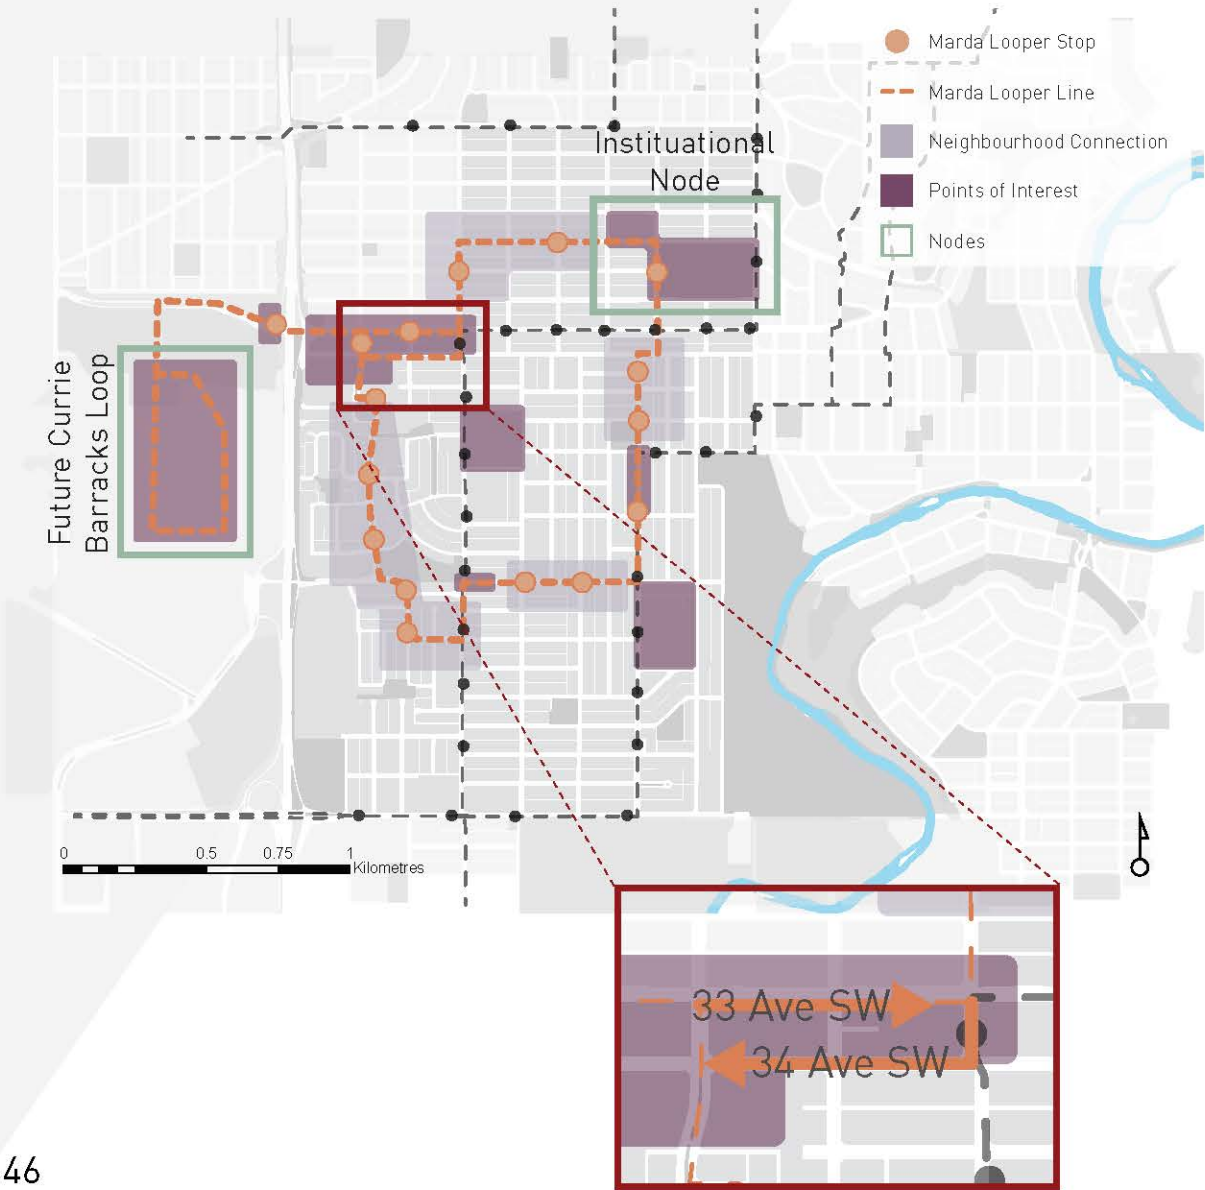 Marda Looper Stop
Marda Looper Line
Neighbourhood Connection
Points of Interest
Nodes
Instituational
Node
Future Currie
Barracks Loop
0
0.5
0.75
1
Kilometres
33 Ave SW
34 Ave SW
46